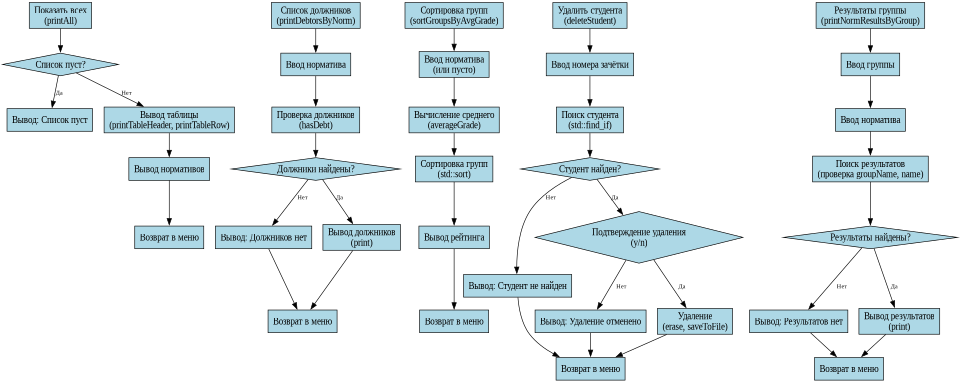 Показать всех
(printAll)
Список пуст?
Да
Нет
Вывод: Список пуст
Вывод таблицы
(printTableHeader, printTableRow)
Вывод нормативов
Возврат в меню
Список должников
(printDebtorsByNorm)
Ввод норматива
Проверка должников
(hasDebt)
Должники найдены?
Нет
Да
Вывод: Должников нет
Вывод должников
(print)
Возврат в меню
Сортировка групп
(sortGroupsByAvgGrade)
Ввод норматива
(или пусто)
Вычисление среднего
(averageGrade)
Сортировка групп
(std::sort)
Вывод рейтинга
Возврат в меню
Удалить студента
(deleteStudent)
Ввод номера зачётки
Поиск студента
(std::find_if)
Студент найден?
Нет
Да
Подтверждение удаления
(y/n)
Вывод: Студент не найден
Нет
Да
Вывод: Удаление отменено
Удаление
(erase, saveToFile)
Возврат в меню
Результаты группы
(printNormResultsByGroup)
Ввод группы
Ввод норматива
Поиск результатов
(проверка groupName, name)
Результаты найдены?
Нет
Да
Вывод: Результатов нет
Вывод результатов
(print)
Возврат в меню